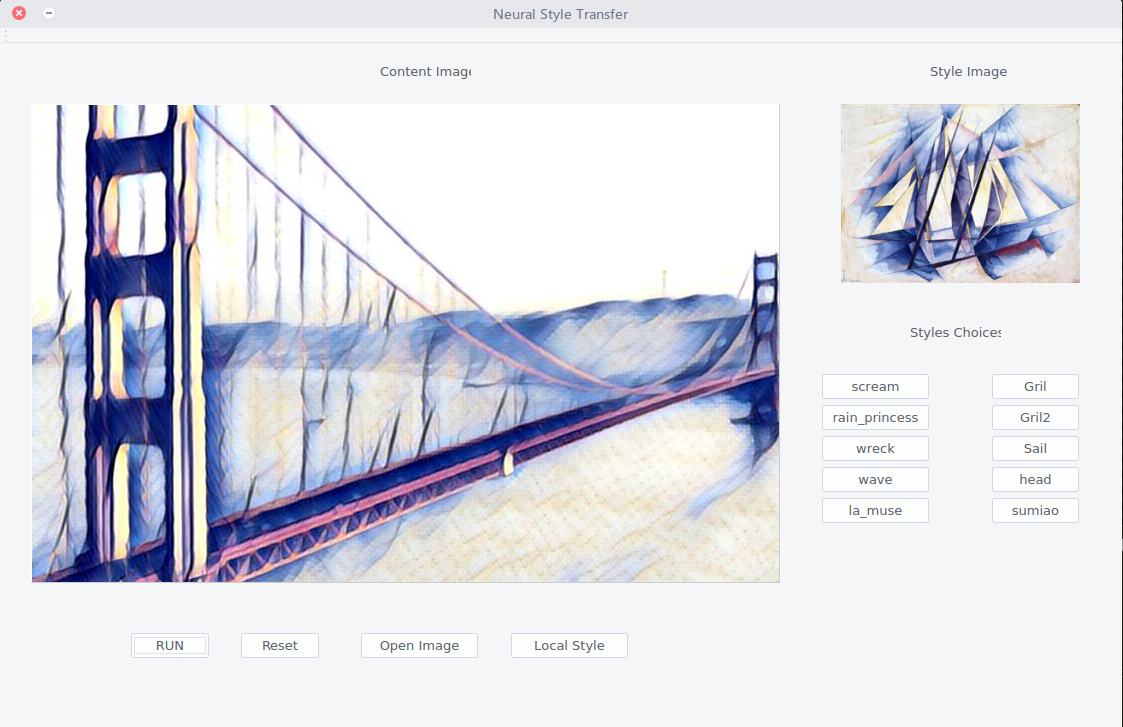 Neural Style Transfer
Content Image
Style Image
Styles Choices
scream
Gril
rain_princess
Gril2
wreck
Sail
wave
head
la_muse
sumiao
RUN
Reset
Open Image
Local Style